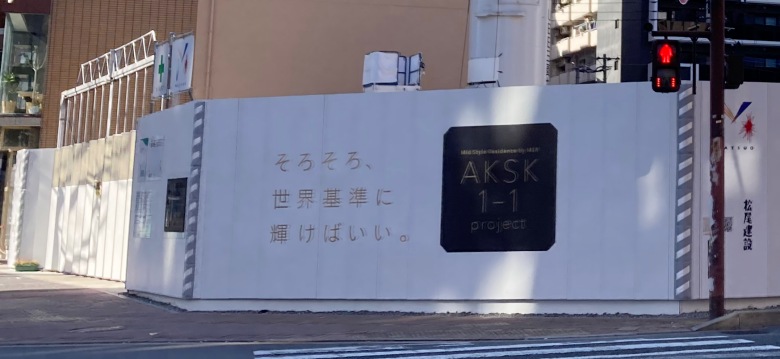 そろそろ、
世界基準に
輝けばいい。
AKSK
1-1
project
松尾建設